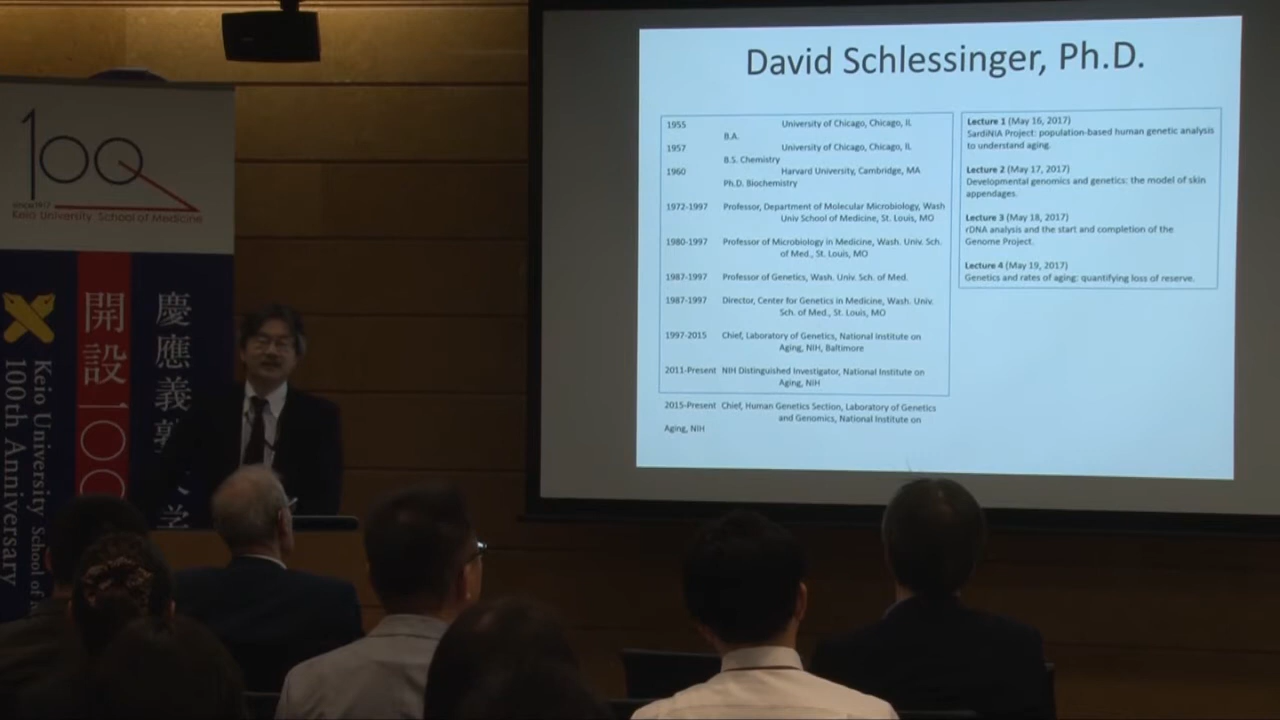 100
since 1917
Keio University School of Medicine
開設一〇〇
慶應義塾大学
Keio University School of
100th Anniversary
David Schlessinger, Ph.D.
1955 University of Chicago, Chicago, IL
B.A.
1957 University of Chicago, Chicago, IL
B.S. Chemistry
1960 Harvard University, Cambridge, MA
Ph.D. Biochemistry
1972-1997 Professor, Department of Molecular Microbiology, Wash
Univ School of Medicine, St. Louis, MO
1980-1997 Professor of Microbiology in Medicine, Wash. Univ. Sch.
of Med., St. Louis, MO
1987-1997 Professor of Genetics, Wash. Univ. Sch. of Med.
1987-1997 Director, Center for Genetics in Medicine, Wash. Univ.
Sch. of Med., St. Louis, MO
1997-2015 Chief, Laboratory of Genetics, National Institute on
Aging, NIH, Baltimore
2011-Present NIH Distinguished Investigator, National Institute on
Aging, NIH
2015-Present Chief, Human Genetics Section, Laboratory of Genetics
and Genomics, National Institute on
Aging, NIH
Lecture 1 (May 16, 2017)
SardiNIA Project: population-based human genetic analysis
to understand aging.
Lecture 2 (May 17, 2017)
Developmental genomics and genetics: the model of skin
appendages.
Lecture 3 (May 18, 2017)
rDNA analysis and the start and completion of the
Genome Project.
Lecture 4 (May 19, 2017)
Genetics and rates of aging: quantifying loss of reserve.